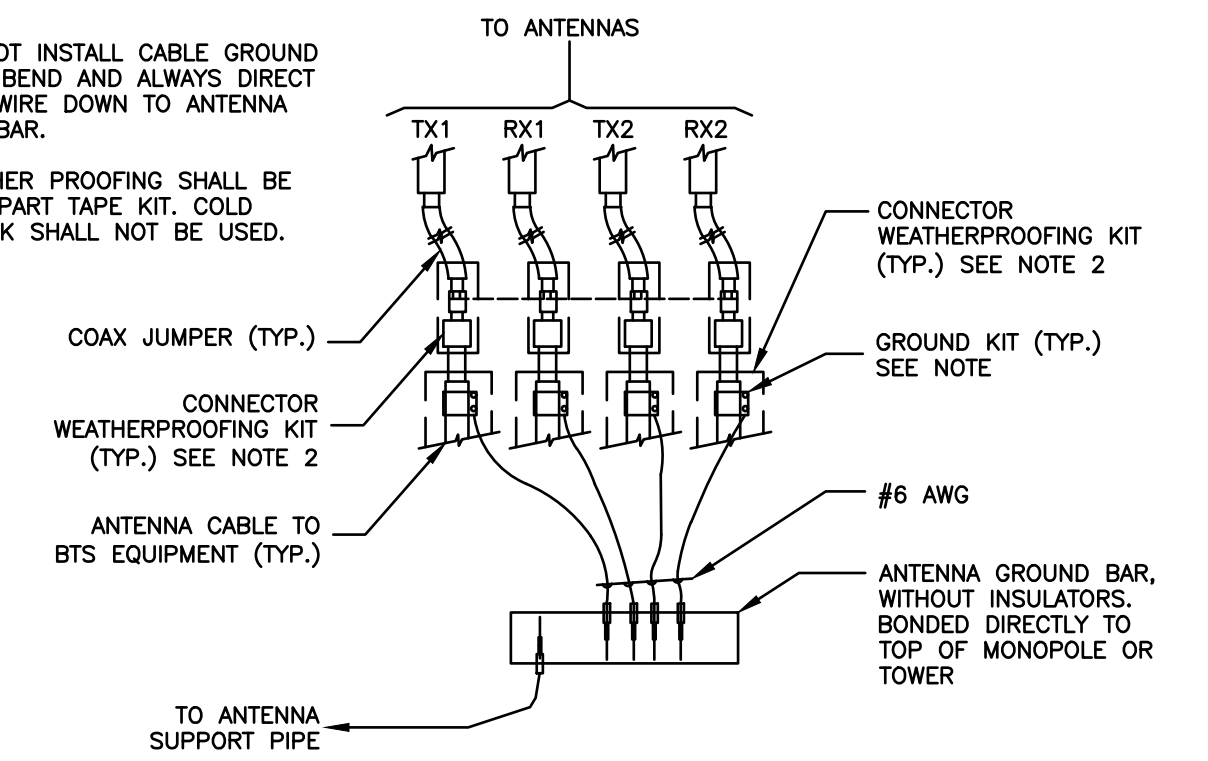 TO ANTENNAS
INSTALL CABLE GROUND
BEND AND ALWAYS DIRECT
WIRE DOWN TO ANTENNA
BAR.
PROOFING SHALL BE
PART TAPE KIT. COLD
SHALL NOT BE USED.
TX1 RX1 TX2 RX2
CONNECTOR
WEATHERPROOFING KIT
(TYP.) SEE NOTE 2
COAX JUMPER (TYP.)
GROUND KIT (TYP.)
SEE NOTE
CONNECTOR
WEATHERPROOFING KIT
(TYP.) SEE NOTE 2
#6 AWG
ANTENNA CABLE TO
BTS EQUIPMENT (TYP.)
ANTENNA GROUND BAR,
WITHOUT INSULATORS.
BONDED DIRECTLY TO
TOP OF MONOPOLE OR
TOWER
TO ANTENNA
SUPPORT PIPE